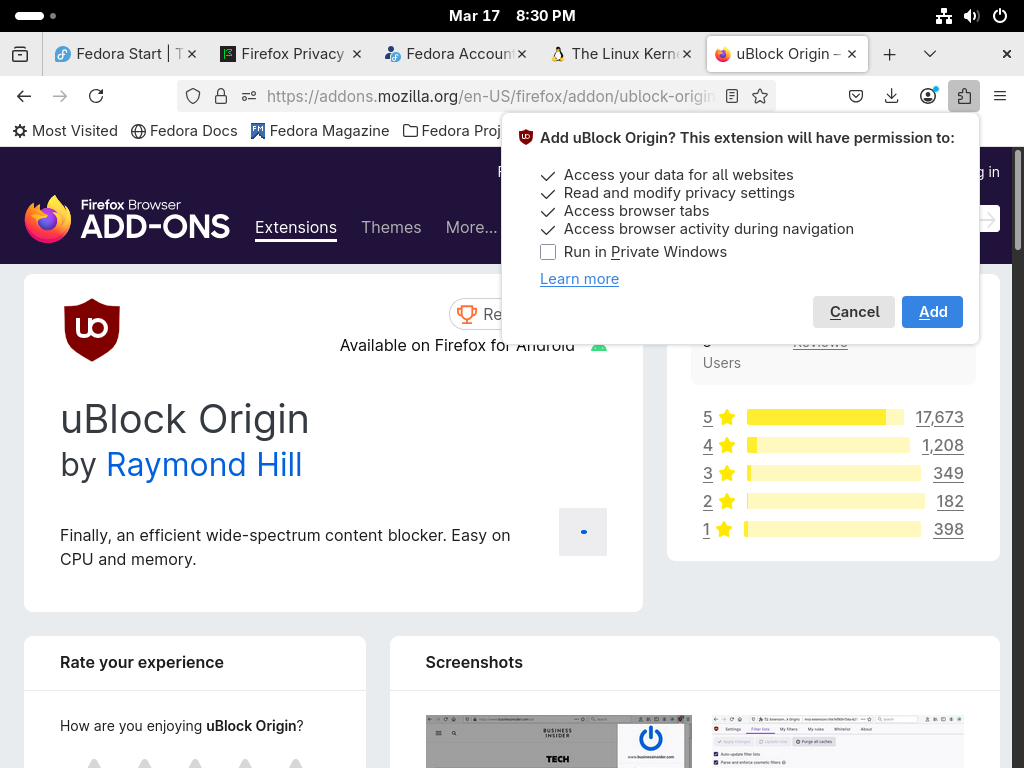 Mar 17 8:30 PM
Fedora Start | T
Firefox Privacy
Fedora Accoun
The Linux Kerne
uBlock Origin –
https://addons.mozilla.org/en-US/firefox/addon/ublock-origin
Most Visited
Fedora Docs
Fedora Magazine
Fedora Proj
Add uBlock Origin? This extension will have permission to:
Access your data for all websites
Read and modify privacy settings
Access browser tabs
Access browser activity during navigation
Run in Private Windows
Learn more
Cancel
Add
g in
Firefox Browser
ADD-ONS
Extensions
Themes
More...
Re
Available on Firefox for Android
uBlock Origin
by Raymond Hill
Finally, an efficient wide-spectrum content blocker. Easy on
CPU and memory.
Users
Reviews
5 17,673
4 1,208
3 349
2 182
1 398
Rate your experience
How are you enjoying uBlock Origin?
Screenshots
BUSINESS
INSIDER
TECH
www.businessinsider.com
Settings
Filter lists
My filters
My rules
Whitelist
About
Purge all caches
Auto-update filter lists
Parse and enforce cosmetic filters